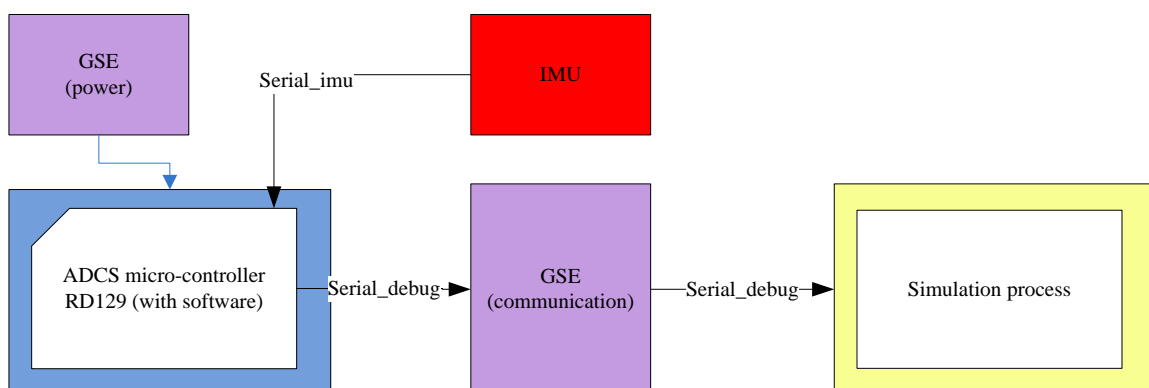 GSE
(power)
Serial_imu
IMU
ADCS micro-controller
RD129 (with software)
Serial_debug
GSE
(communication)
Serial_debug
Simulation process